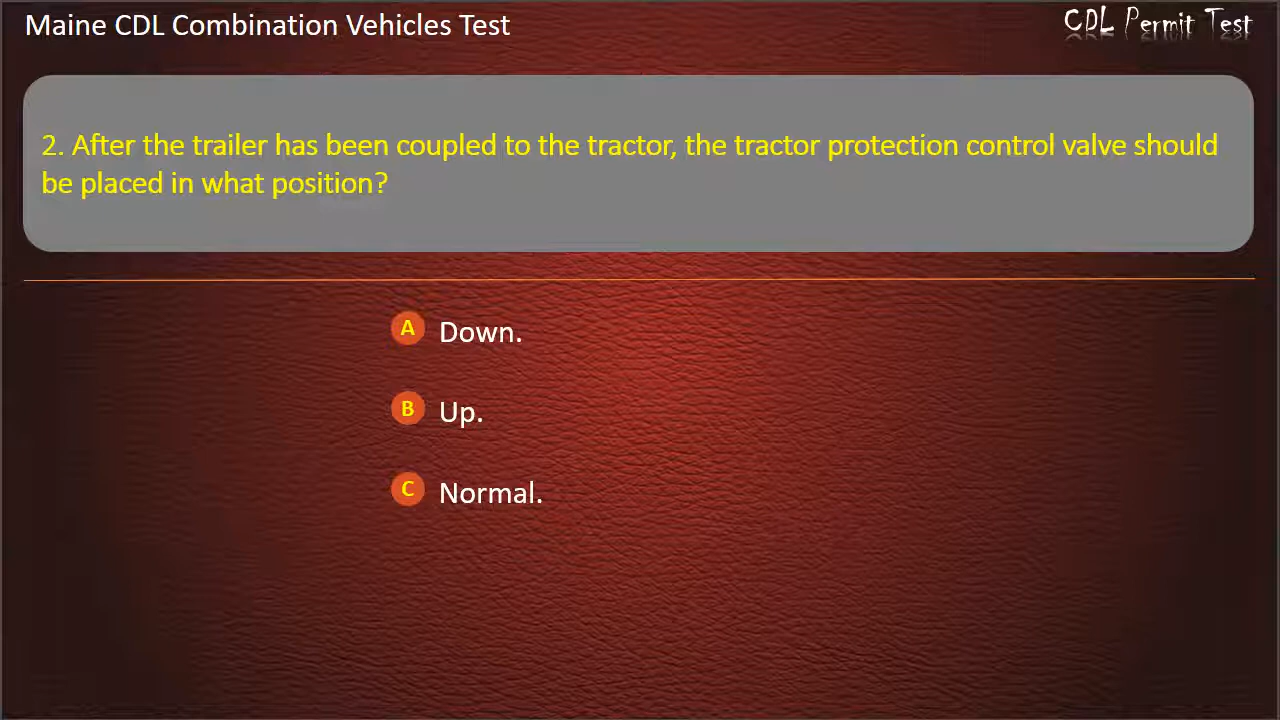 Maine CDL Combination Vehicles Test
CDL Permit Test
2. After the trailer has been coupled to the tractor, the tractor protection control valve should
be placed in what position?
A Down.
B Up.
C Normal.